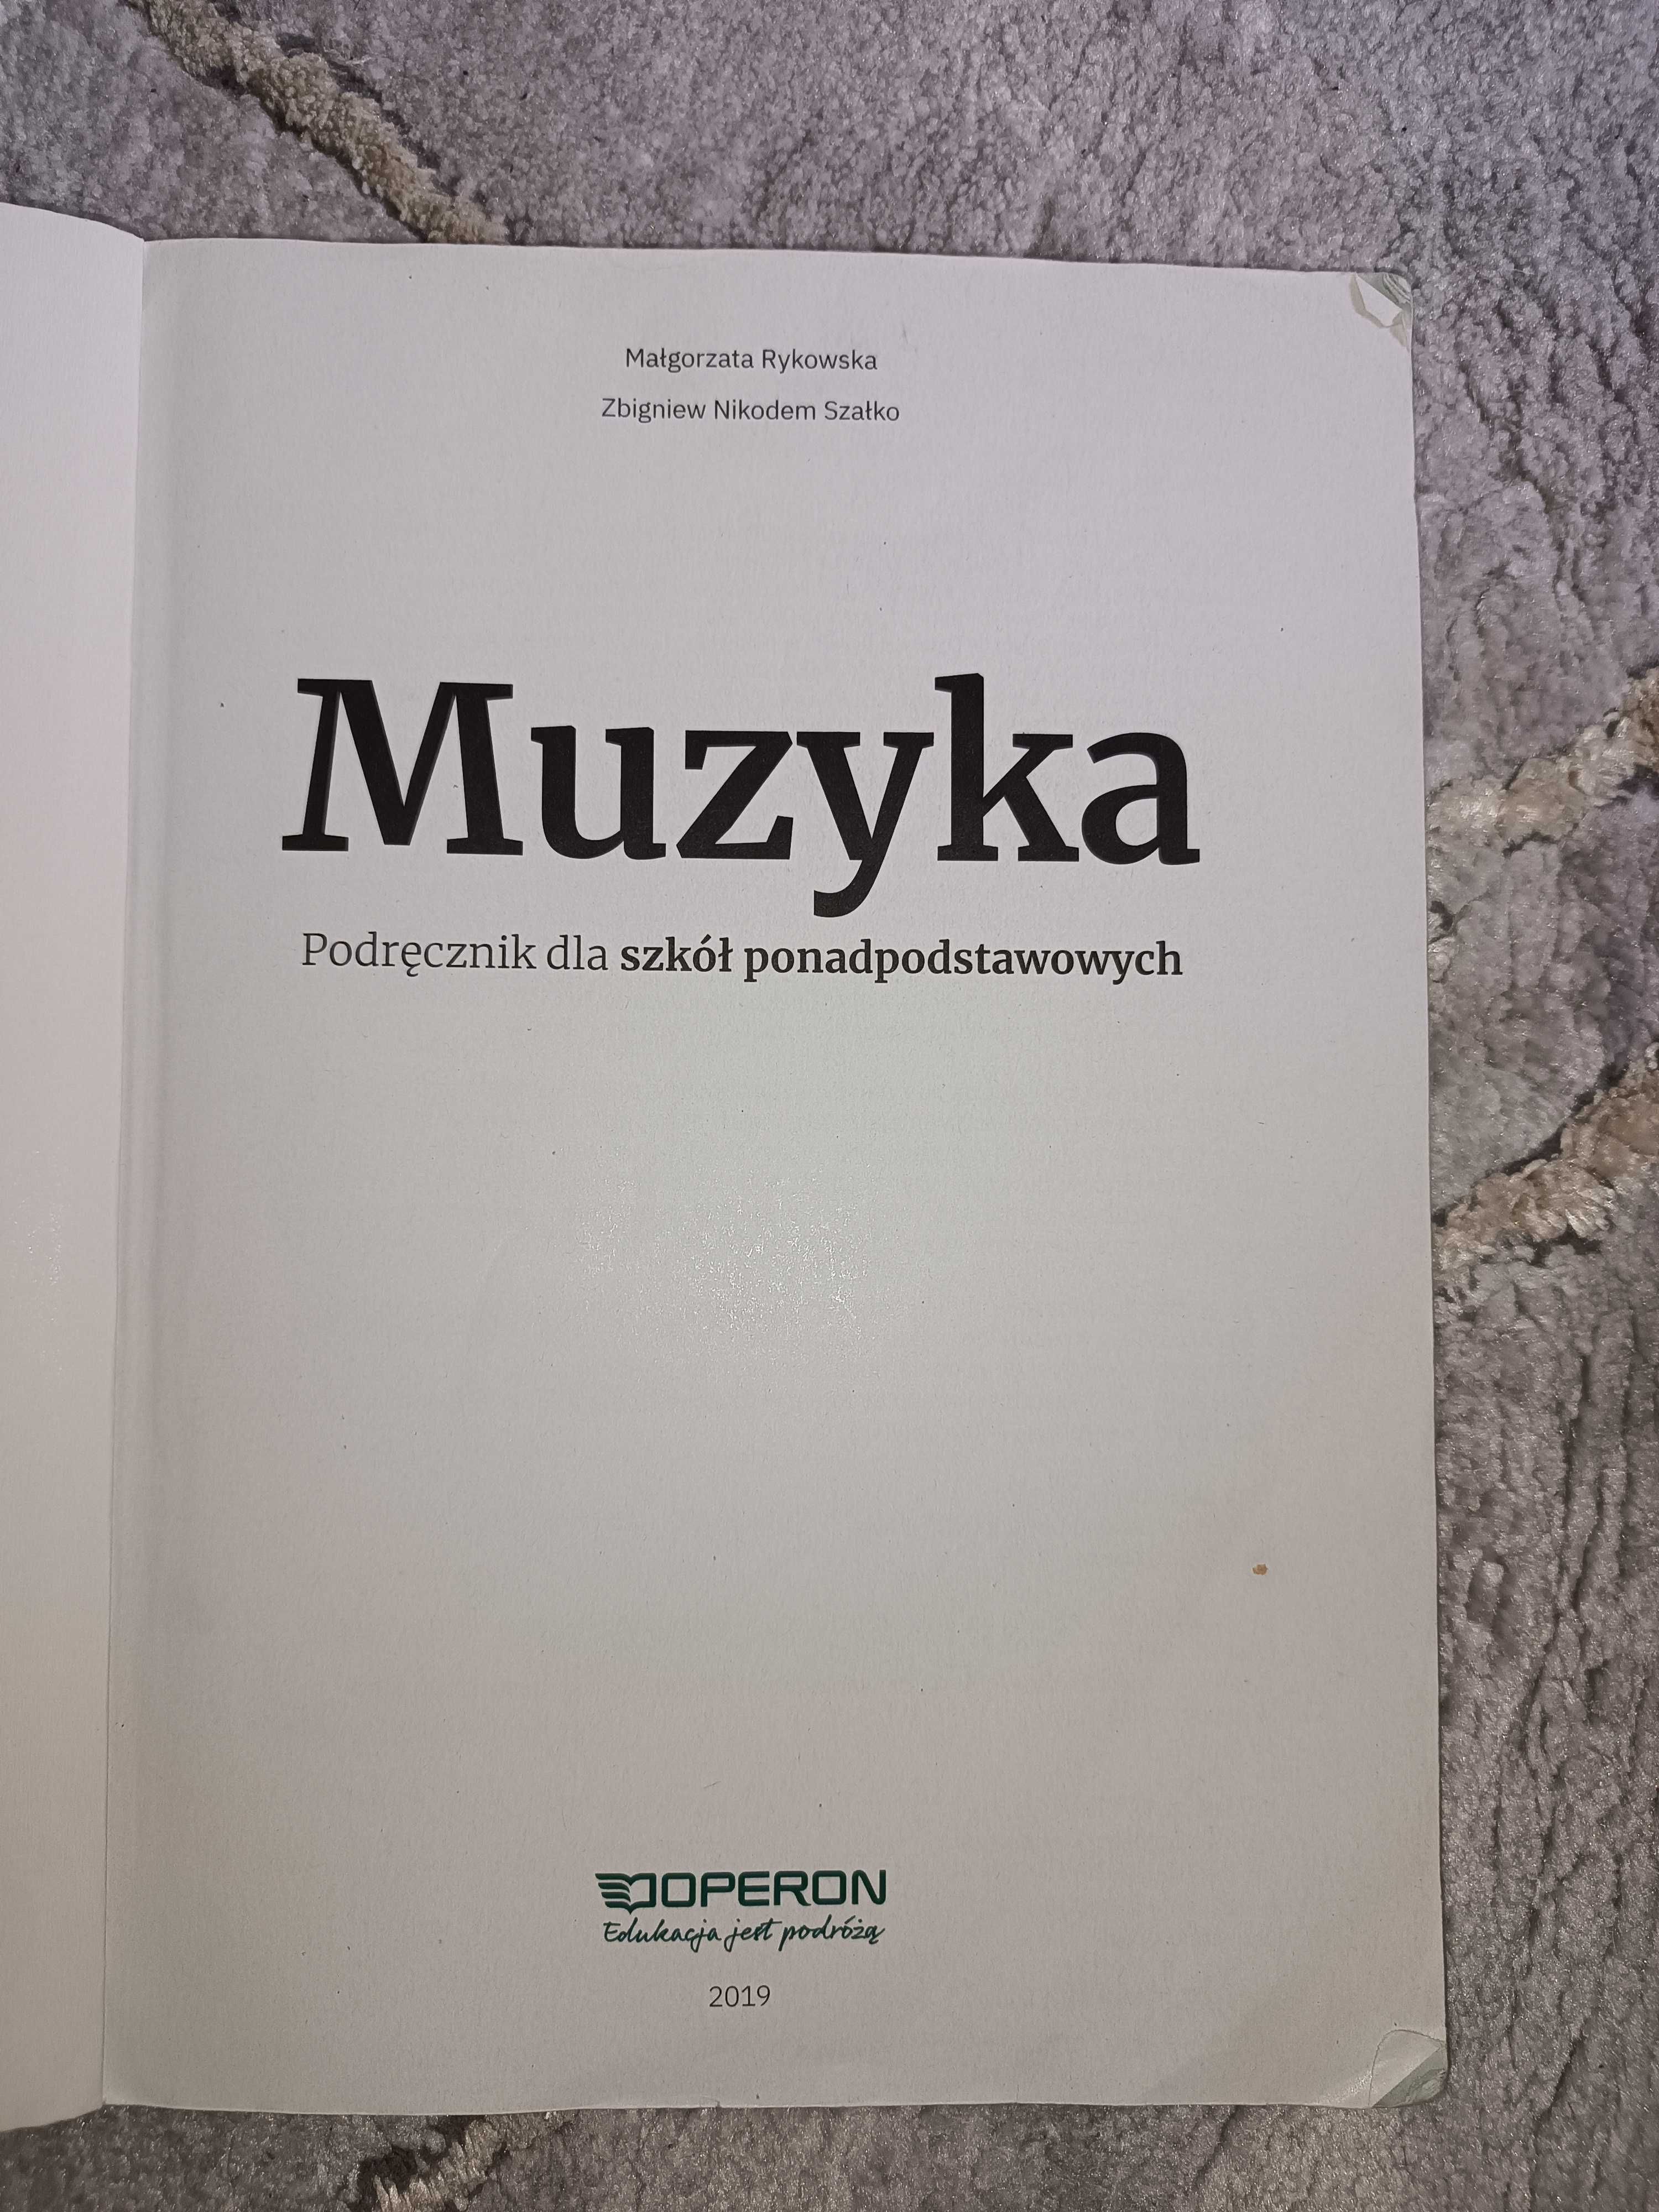 Małgorzata Rykowska
Zbigniew Nikodem Szałko
Muzyka
Podręcznik dla szkół ponadpodstawowych
OPERON
Edukacja jest podróżą
2019